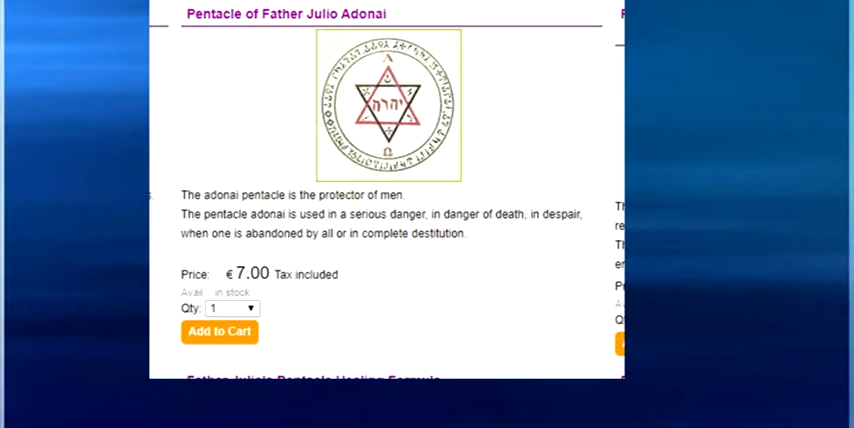 Pentacle of Father Julio Adonai
Λ
יהוה
Ω
The adonai pentacle is the protector of men.
The pentacle adonai is used in a serious danger, in danger of death, in despair,
when one is abandoned by all or in complete destitution.
Price: € 7.00 Tax included
Avail in stock
Qty: 1
Add to Cart